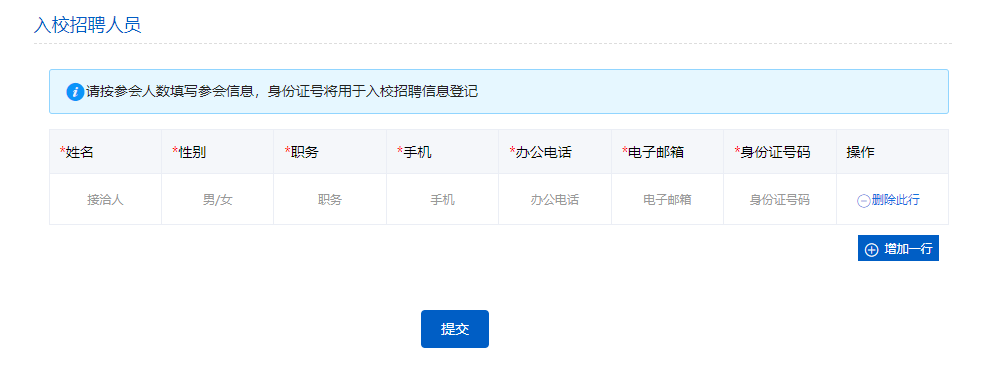 入校招聘人员
请按参会人数填写参会信息，身份证号将用于入校招聘信息登记
*姓名 *性别 *职务 *手机 *办公电话 *电子邮箱 *身份证号码 操作
接洽人 男/女 职务 手机 办公电话 电子邮箱 身份证号码 删除此行
增加一行
提交